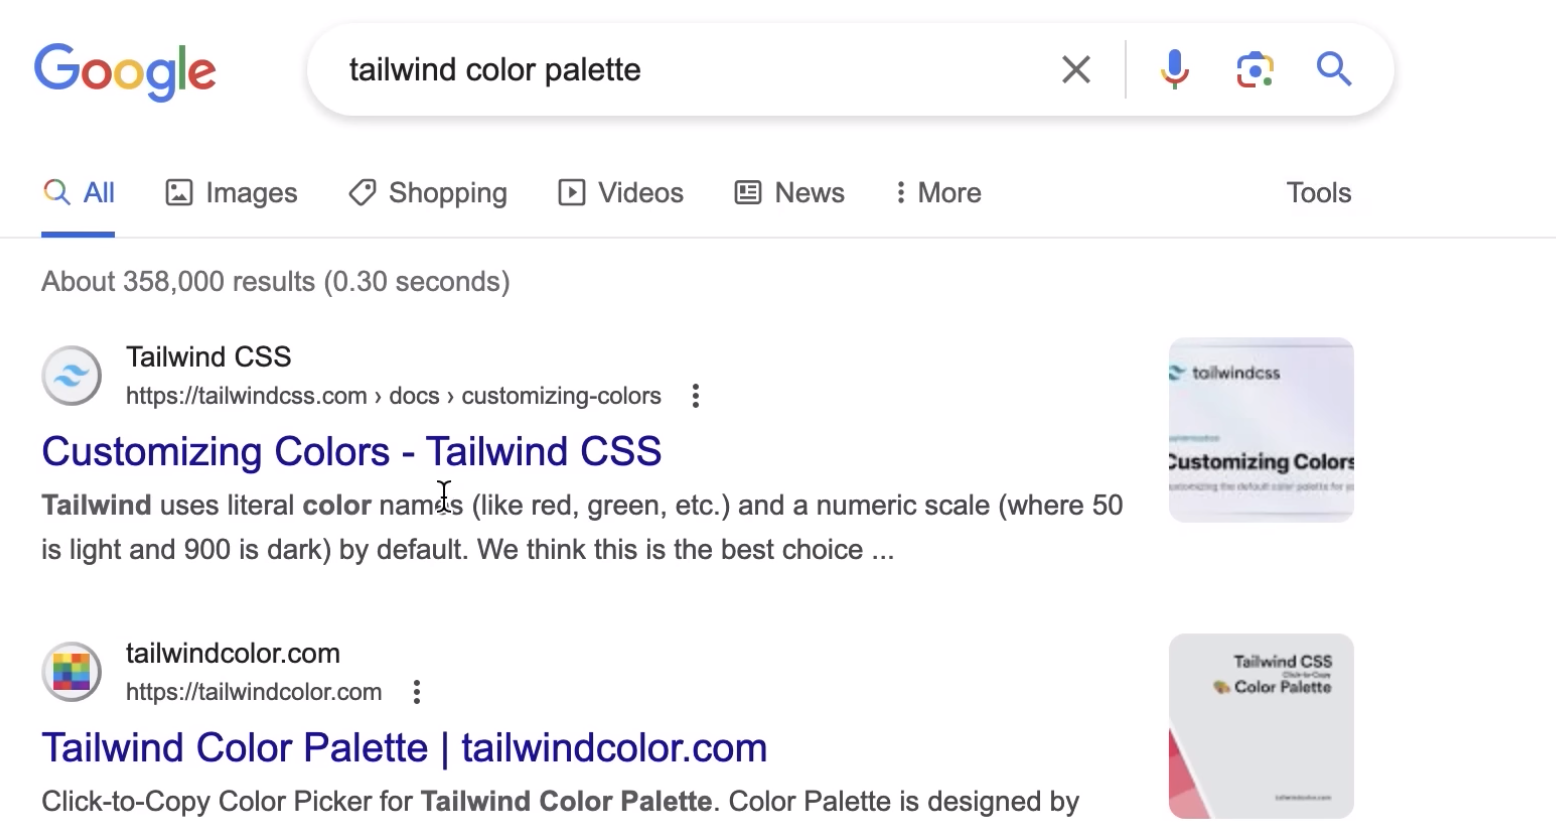 Google
tailwind color palette
All
Images
Shopping
Videos
News
More
Tools
About 358,000 results (0.30 seconds)
Tailwind CSS
https://tailwindcss.com › docs › customizing-colors
Customizing Colors - Tailwind CSS
Tailwind uses literal color names (like red, green, etc.) and a numeric scale (where 50
is light and 900 is dark) by default. We think this is the best choice ...
tailwindcss
Customizing Colors
tailwindcolor.com
https://tailwindcolor.com
Tailwind Color Palette | tailwindcolor.com
Click-to-Copy Color Picker for Tailwind Color Palette. Color Palette is designed by
Tailwind CSS
Click-to-Copy
Color Palette
tailwindcolor.com